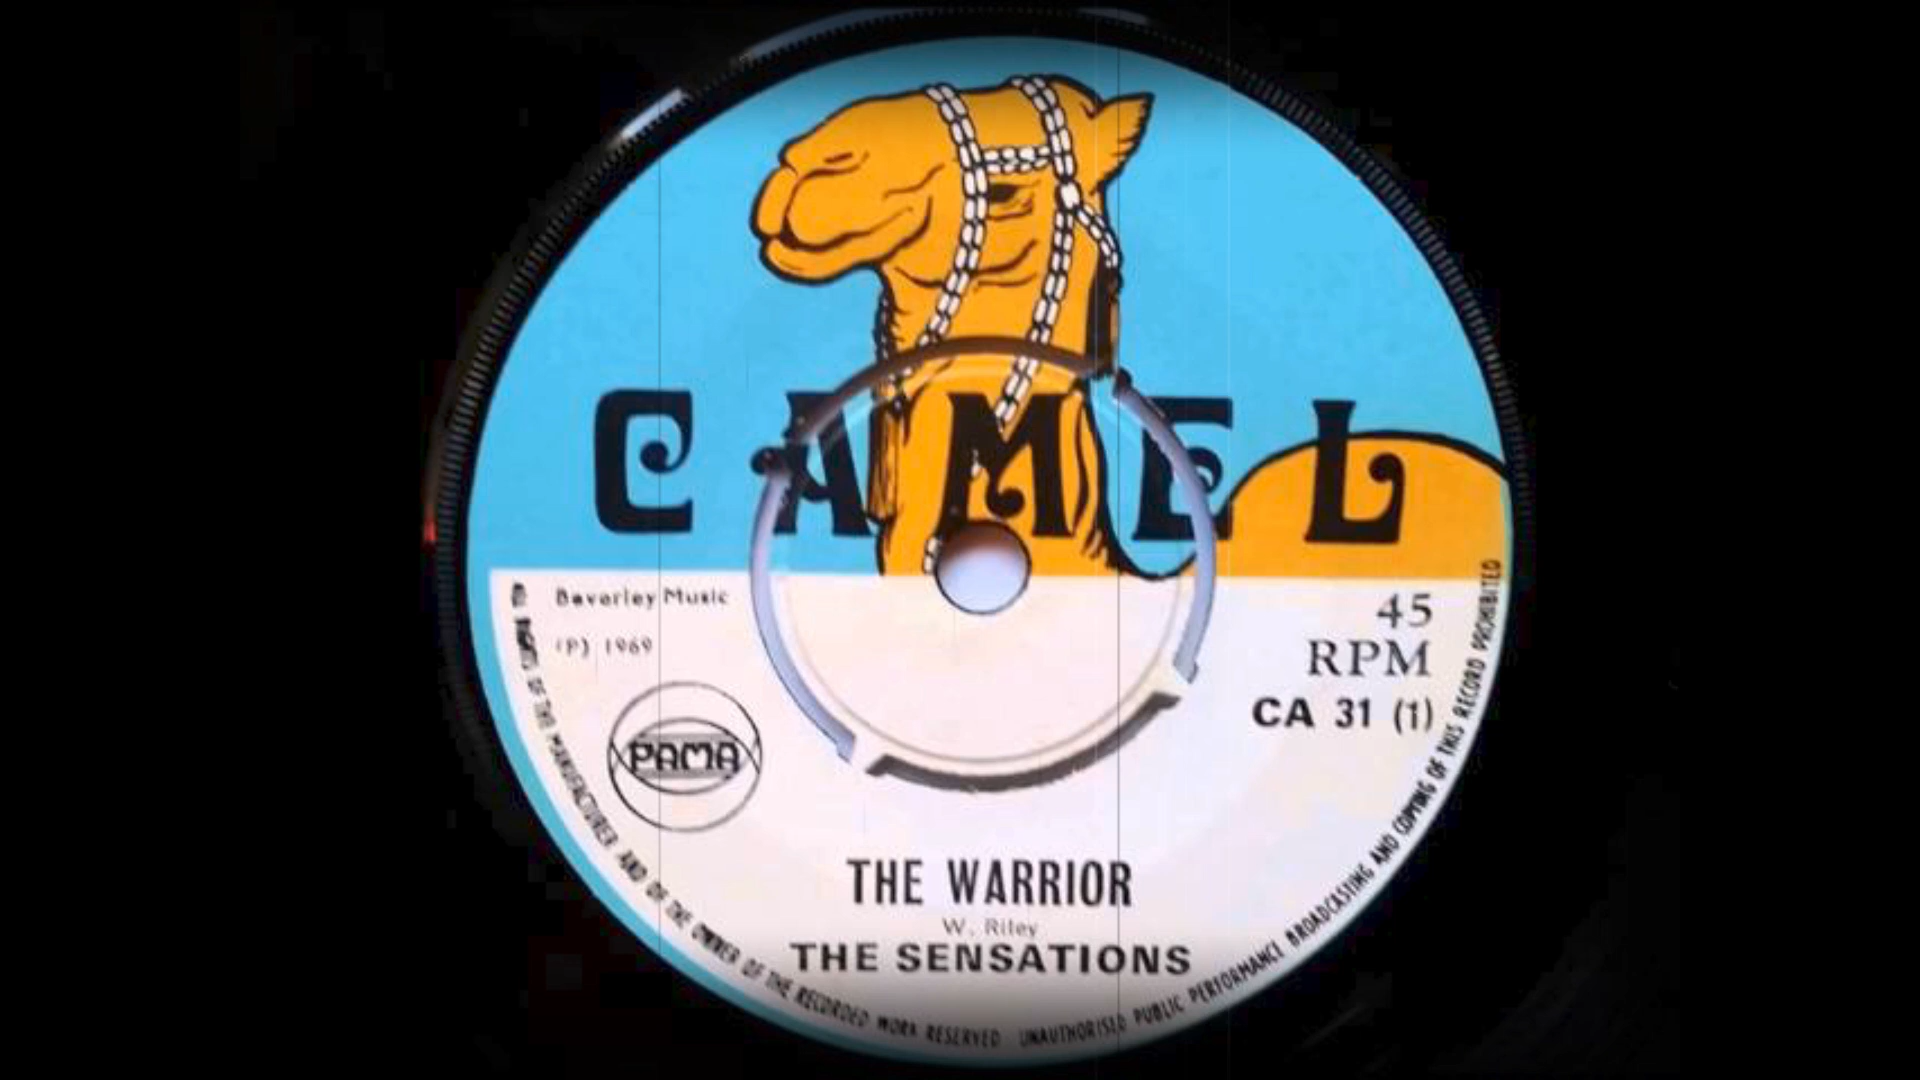 CAMEL
Beverley Music
(P) 1969
45
RPM
CA 31 (1)
PAMA
THE WARRIOR
W. Riley
THE SENSATIONS
ALL RIGHTS OF THE MANUFACTURER AND OF THE OWNER OF THE RECORDED WORK RESERVED UNAUTHORISED PUBLIC PERFORMANCE BROADCASTING AND COPYING OF THIS RECORD PROHIBITED